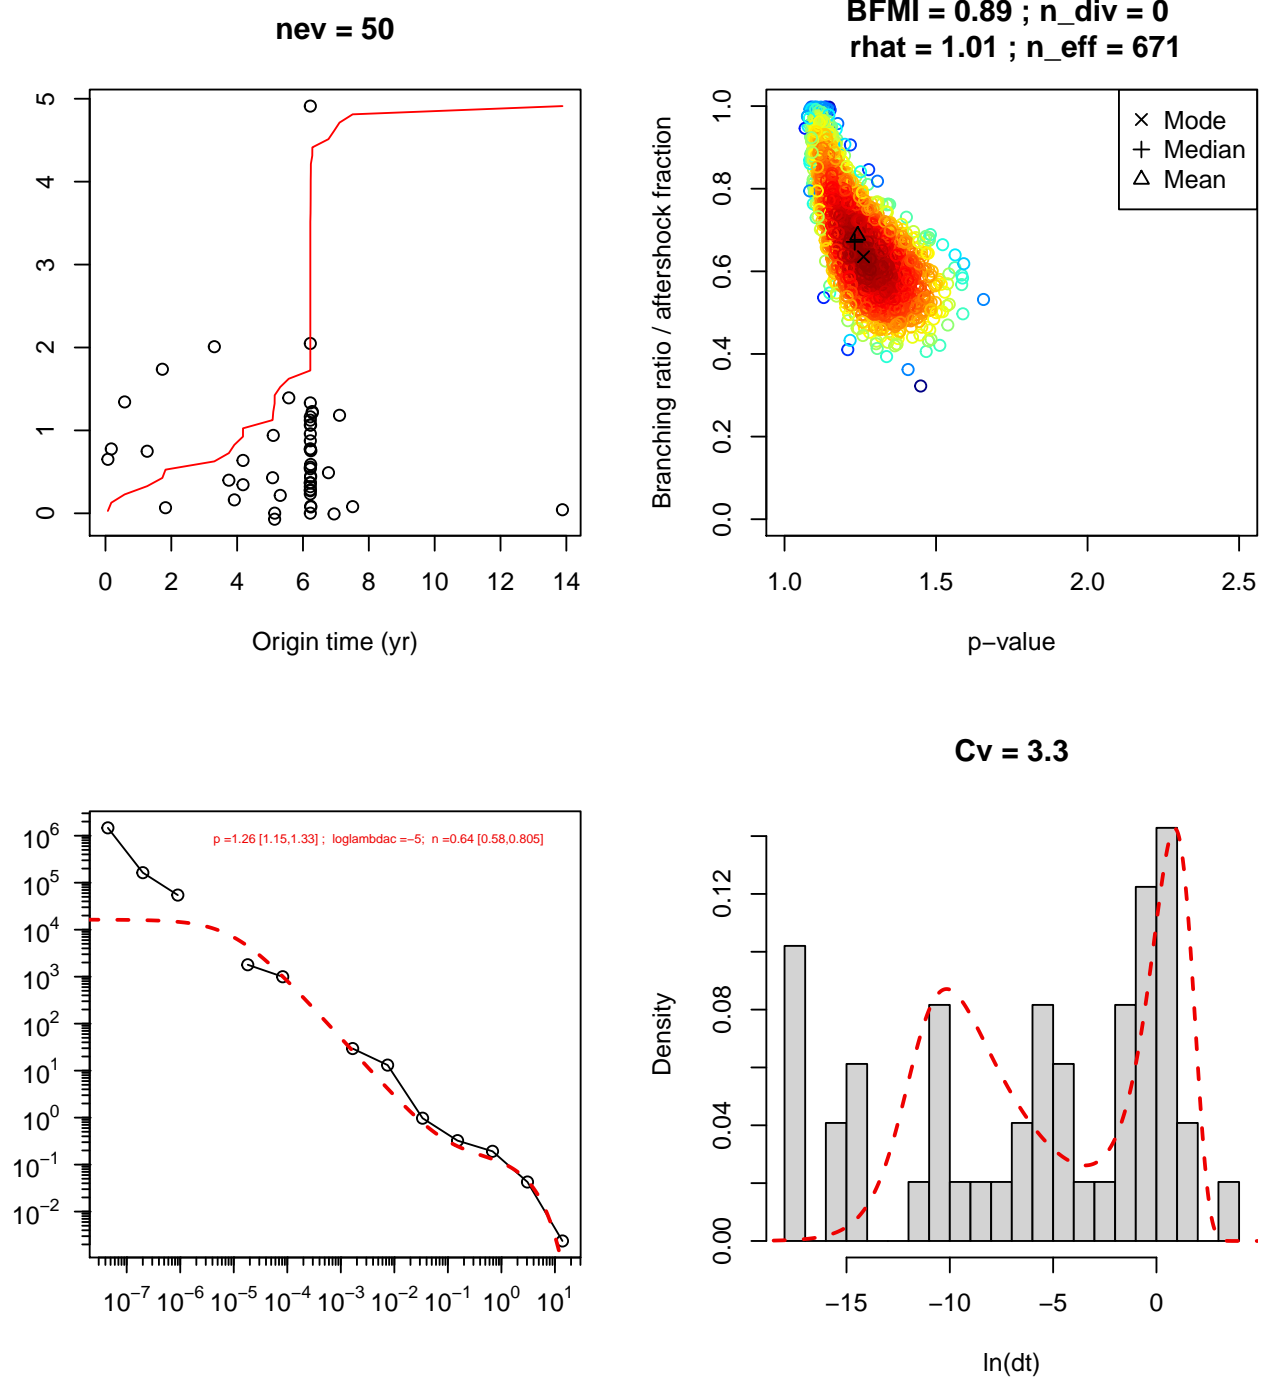 nev = 50
5
4
3
2
1
0
0 2 4 6 8 10 12 14
Origin time (yr)
BFMI = 0.89 ; n_div = 0
rhat = 1.01 ; n_eff = 671
Branching ratio / aftershock fraction
1.0
0.8
0.6
0.4
0.2
0.0
Mode
Median
Mean
1.0 1.5 2.0 2.5
p−value
p =1.26 [1.15,1.33] ; loglambdac =−5; n =0.64 [0.58,0.805]
10^6
10^5
10^4
10^3
10^2
10^1
10^0
10^−1
10^−2
10^−7 10^−6 10^−5 10^−4 10^−3 10^−2 10^−1 10^0 10^1
Cv = 3.3
Density
0.12
0.08
0.04
0.00
−15 −10 −5 0
ln(dt)